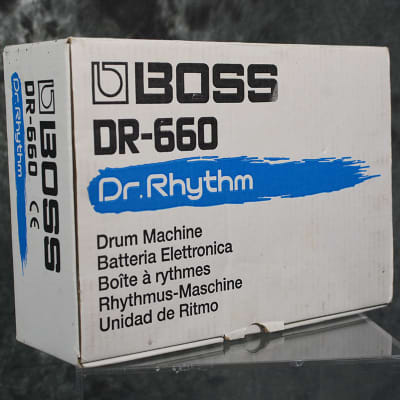 BOSS
DR-660
Dr.Rhythm
Drum Machine
Batteria Elettronica
Boîte à rythmes
Rhythmus-Maschine
Unidad de Ritmo
BOSS
DR-660 CE
Dr.Rhythm